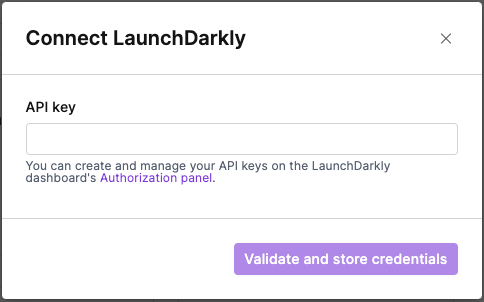 Connect LaunchDarkly
API key
You can create and manage your API keys on the LaunchDarkly
dashboard's Authorization panel.
Validate and store credentials